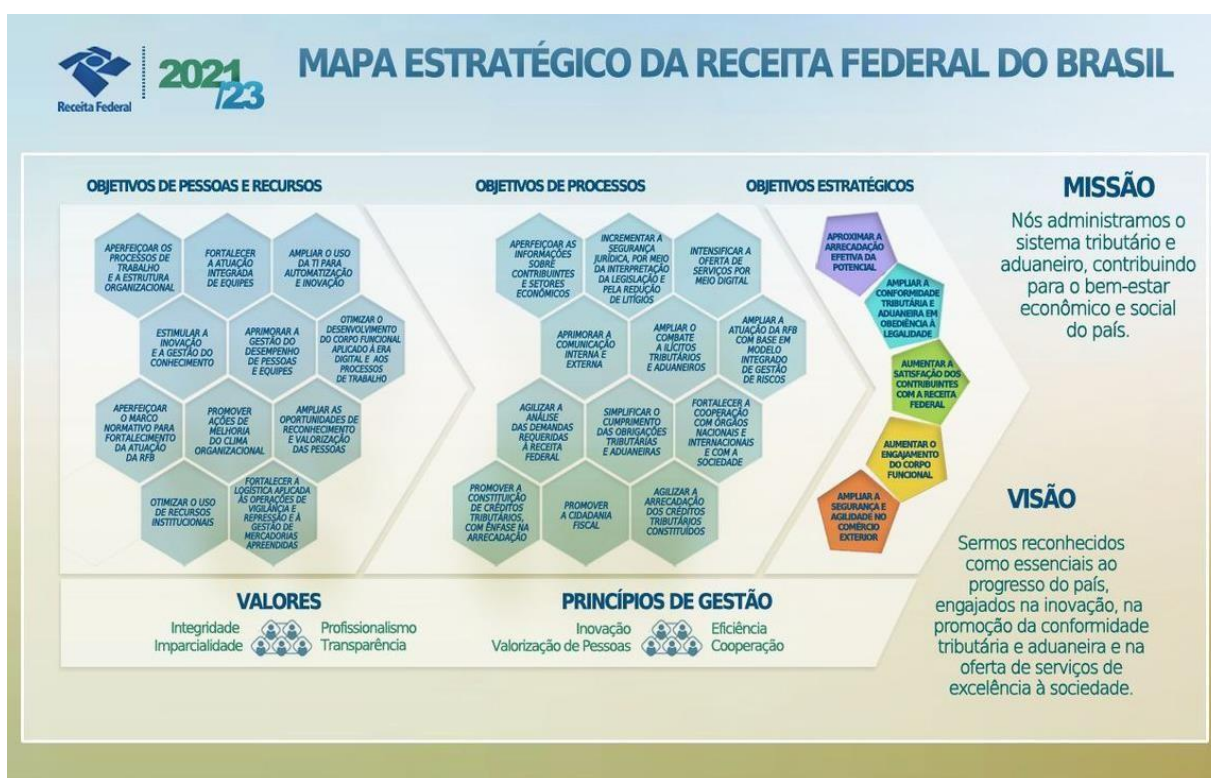 Receita Federal
2021
/23
MAPA ESTRATÉGICO DA RECEITA FEDERAL DO BRASIL
OBJETIVOS DE PESSOAS E RECURSOS
APERFEIÇOAR OS
PROCESSOS DE
TRABALHO
E A ESTRUTURA
ORGANIZACIONAL
FORTALECER
A ATUAÇÃO
INTEGRADA
DE EQUIPES
AMPLIAR O USO
DA TI PARA
AUTOMATIZAÇÃO
E INOVAÇÃO
ESTIMULAR A
INOVAÇÃO
E A GESTÃO DO
CONHECIMENTO
APRIMORAR A
GESTÃO DO
DESEMPENHO
DE PESSOAS
E EQUIPES
OTIMIZAR O
DESENVOLVIMENTO
DO CORPO FUNCIONAL
APLICADO À ERA
DIGITAL E AOS
PROCESSOS
DE TRABALHO
APERFEIÇOAR
O MARCO
NORMATIVO PARA
FORTALECIMENTO
DA ATUAÇÃO
DA RFB
PROMOVER
AÇÕES DE
MELHORIA
DO CLIMA
ORGANIZACIONAL
AMPLIAR AS
OPORTUNIDADES DE
RECONHECIMENTO
E VALORIZAÇÃO
DAS PESSOAS
OTIMIZAR O USO
DE RECURSOS
INSTITUCIONAIS
FORTALECER A
LOGÍSTICA APLICADA
ÀS OPERAÇÕES DE
VIGILÂNCIA E
REPRESSÃO E À
GESTÃO DE
MERCADORIAS
APREENDIDAS
OBJETIVOS DE PROCESSOS
APERFEIÇOAR AS
INFORMAÇÕES
SOBRE
CONTRIBUINTES
E SETORES
ECONÔMICOS
INCREMENTAR A
SEGURANÇA
JURÍDICA, POR MEIO
DA INTERPRETAÇÃO
DA LEGISLAÇÃO E
PELA REDUÇÃO
DE LITÍGIOS
INTENSIFICAR A
OFERTA DE
SERVIÇOS POR
MEIO DIGITAL
APRIMORAR A
COMUNICAÇÃO
INTERNA E
EXTERNA
AMPLIAR O
COMBATE
A ILÍCITOS
TRIBUTÁRIOS
E ADUANEIROS
AMPLIAR A
ATUAÇÃO DA RFB
COM BASE EM
MODELO
INTEGRADO
DE GESTÃO
DE RISCOS
AGILIZAR A
ANÁLISE
DAS DEMANDAS
REQUERIDAS
À RECEITA
FEDERAL
SIMPLIFICAR O
CUMPRIMENTO
DAS OBRIGAÇÕES
TRIBUTÁRIAS
E ADUANEIRAS
FORTALECER A
COOPERAÇÃO
COM ÓRGÃOS
NACIONAIS E
INTERNACIONAIS
E COM A
SOCIEDADE
PROMOVER A
CONSTITUIÇÃO
DE CRÉDITOS
TRIBUTÁRIOS,
COM ÊNFASE NA
ARRECADAÇÃO
PROMOVER
A CIDADANIA
FISCAL
AGILIZAR A
ARRECADAÇÃO
DOS CRÉDITOS
TRIBUTÁRIOS
CONSTITUÍDOS
OBJETIVOS ESTRATÉGICOS
APROXIMAR A
ARRECADAÇÃO
EFETIVA DA
POTENCIAL
AMPLIAR A
CONFORMIDADE
TRIBUTÁRIA E
ADUANEIRA EM
OBEDIÊNCIA À
LEGALIDADE
AUMENTAR A
SATISFAÇÃO DOS
CONTRIBUINTES
COM A RECEITA
FEDERAL
AUMENTAR O
ENGAJAMENTO
DO CORPO
FUNCIONAL
AMPLIAR A
SEGURANÇA E
AGILIDADE NO
COMÉRCIO
EXTERIOR
MISSÃO
Nós administramos o
sistema tributário e
aduaneiro, contribuindo
para o bem-estar
econômico e social
do país.
VISÃO
Sermos reconhecidos
como essenciais ao
progresso do país,
engajados na inovação, na
promoção da conformidade
tributária e aduaneira e na
oferta de serviços de
excelência à sociedade.
VALORES
Integridade
Imparcialidade
Profissionalismo
Transparência
PRINCÍPIOS DE GESTÃO
Inovação
Valorização de Pessoas
Eficiência
Cooperação